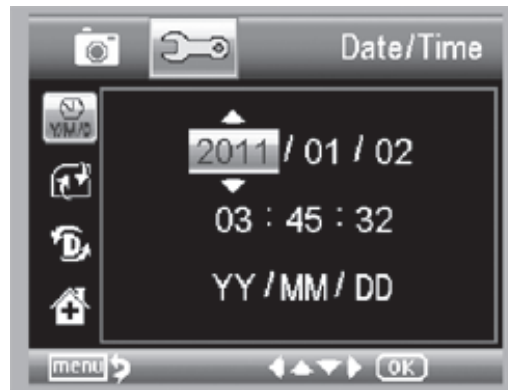 Date/Time
Y/M/D
2011 / 01 / 02
03 : 45 : 32
YY / MM / DD
D
menu
OK